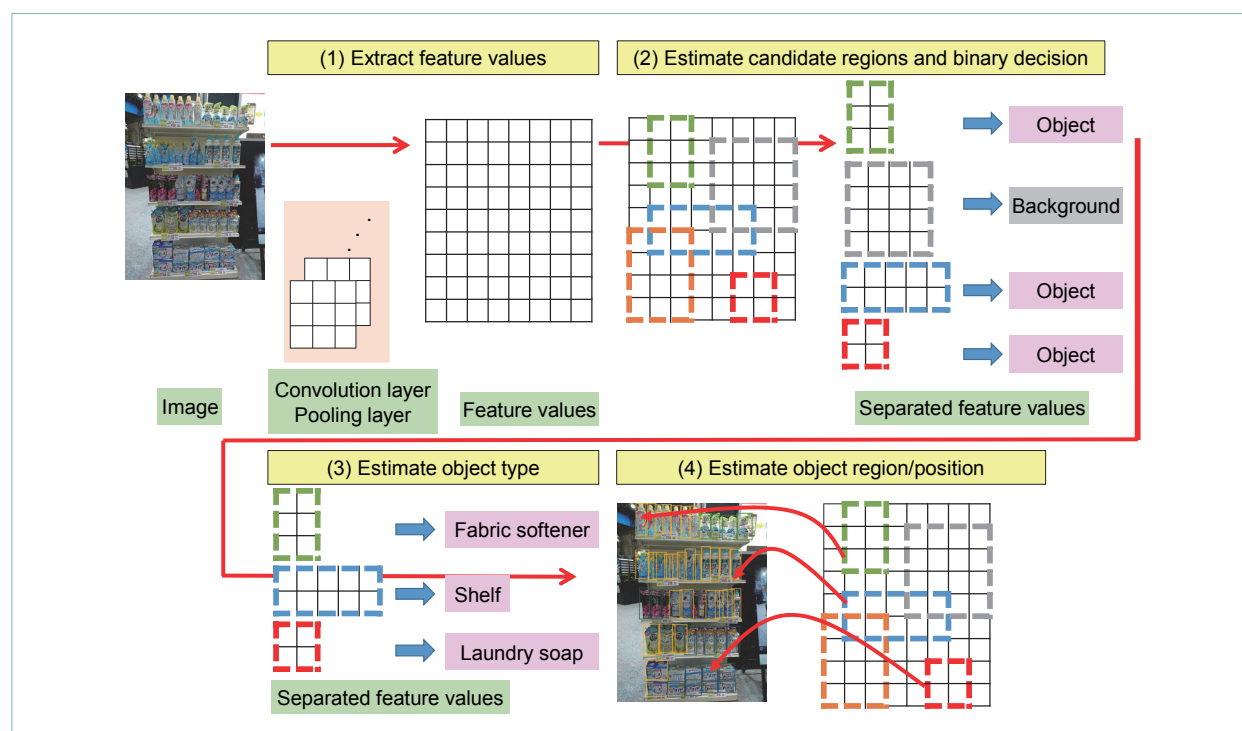 (1) Extract feature values
(2) Estimate candidate regions and binary decision
Object
Background
Object
Object
Image
Convolution layer
Pooling layer
Feature values
Separated feature values
(3) Estimate object type
Fabric softener
Shelf
Laundry soap
Separated feature values
(4) Estimate object region/position